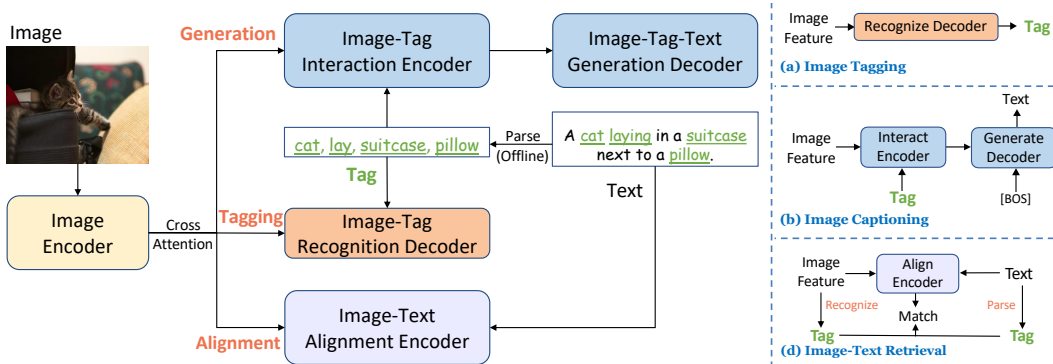 Image
Image
Encoder
Cross
Attention
Generation
Tagging
Alignment
Image-Tag
Interaction Encoder
Image-Tag-Text
Generation Decoder
cat, lay, suitcase, pillow
Tag
Parse
(Offline)
A cat laying in a suitcase
next to a pillow.
Text
Image-Tag
Recognition Decoder
Image-Text
Alignment Encoder
Image
Feature
Recognize Decoder
Tag
(a) Image Tagging
Text
Image
Feature
Interact
Encoder
Generate
Decoder
Tag
[BOS]
(b) Image Captioning
Image
Feature
Align
Encoder
Text
Recognize
Match
Parse
Tag
Tag
(d) Image-Text Retrieval